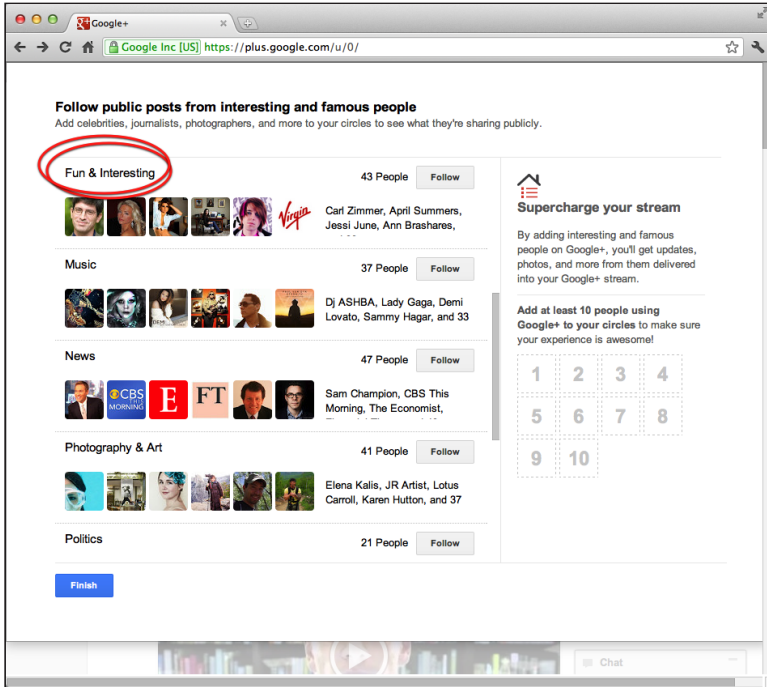 Google+
Google Inc [US] https://plus.google.com/u/0/
Follow public posts from interesting and famous people
Add celebrities, journalists, photographers, and more to your circles to see what they're sharing publicly.
Fun & Interesting
43 People
Follow
Virgin
Carl Zimmer, April Summers,
Jessi June, Ann Brashares,
Music
37 People
Follow
DEMI
Dj ASHBA, Lady Gaga, Demi
Lovato, Sammy Hagar, and 33
News
47 People
Follow
CBS
THIS
MORNING
E
FT
Sam Champion, CBS This
Morning, The Economist,
Photography & Art
41 People
Follow
Elena Kalis, JR Artist, Lotus
Carroll, Karen Hutton, and 37
Politics
21 People
Follow
Finish
Supercharge your stream
By adding interesting and famous
people on Google+, you'll get updates,
photos, and more from them delivered
into your Google+ stream.
Add at least 10 people using
Google+ to your circles to make sure
your experience is awesome!
1 2 3 4
5 6 7 8
9 10
Chat